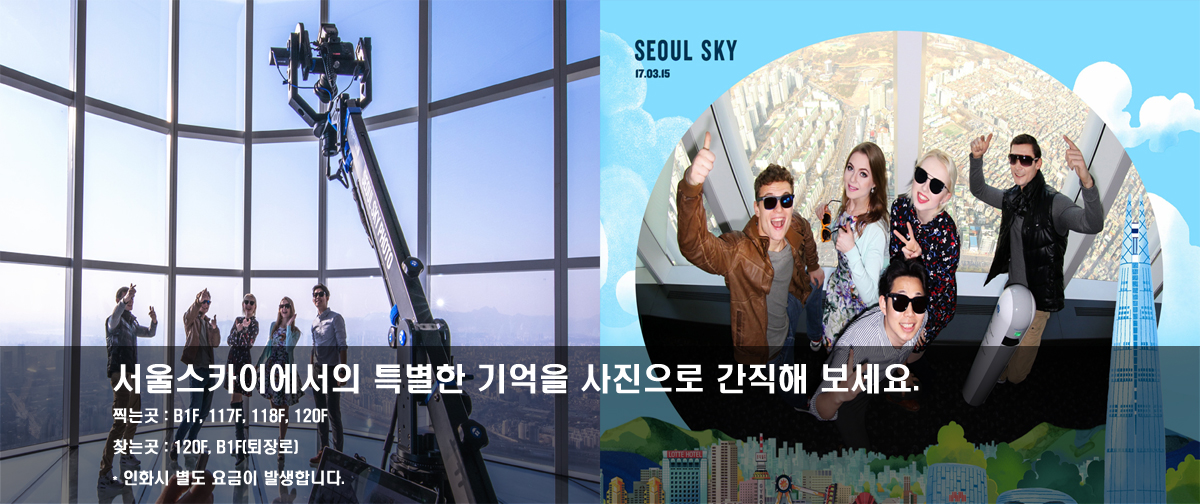 SEOUL SKY
17.03.15
SEOUL SKY PHOTO
서울스카이에서의 특별한 기억을 사진으로 간직해 보세요.
찍는곳 : B1F, 117F, 118F, 120F
찾는곳 : 120F, B1F(퇴장로)
* 인화시 별도 요금이 발생합니다.
LOTTE HOTEL